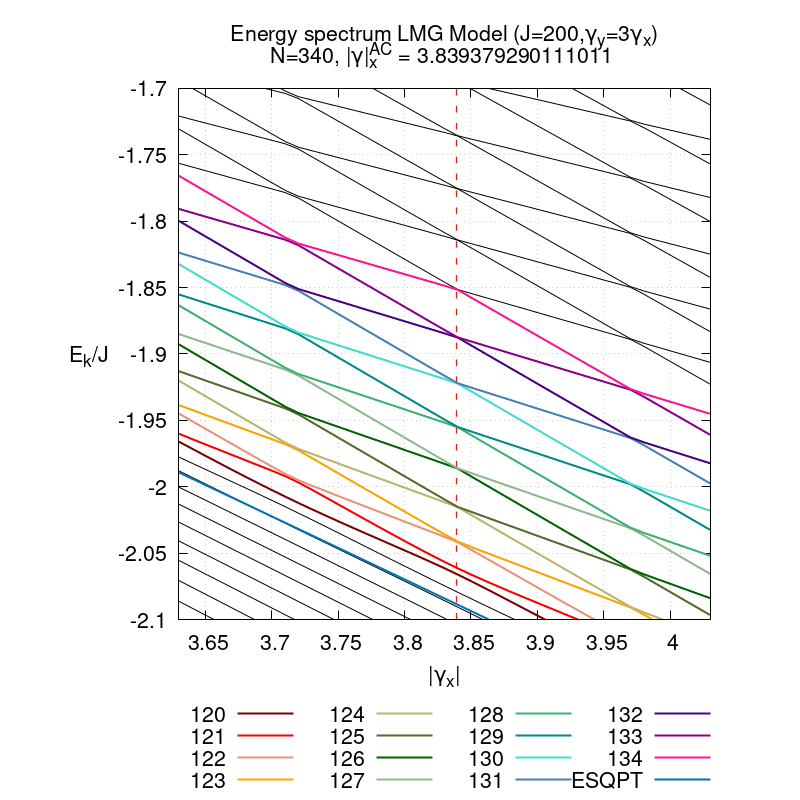 Energy spectrum LMG Model (J=200,γy=3γx)
N=340, |γ|xAC = 3.839379290111011
-1.7
-1.75
-1.8
-1.85
-1.9
-1.95
-2
-2.05
-2.1
Ek/J
3.65 3.7 3.75 3.8 3.85 3.9 3.95 4
|γx|
120 124 128 132
121 125 129 133
122 126 130 134
123 127 131 ESQPT